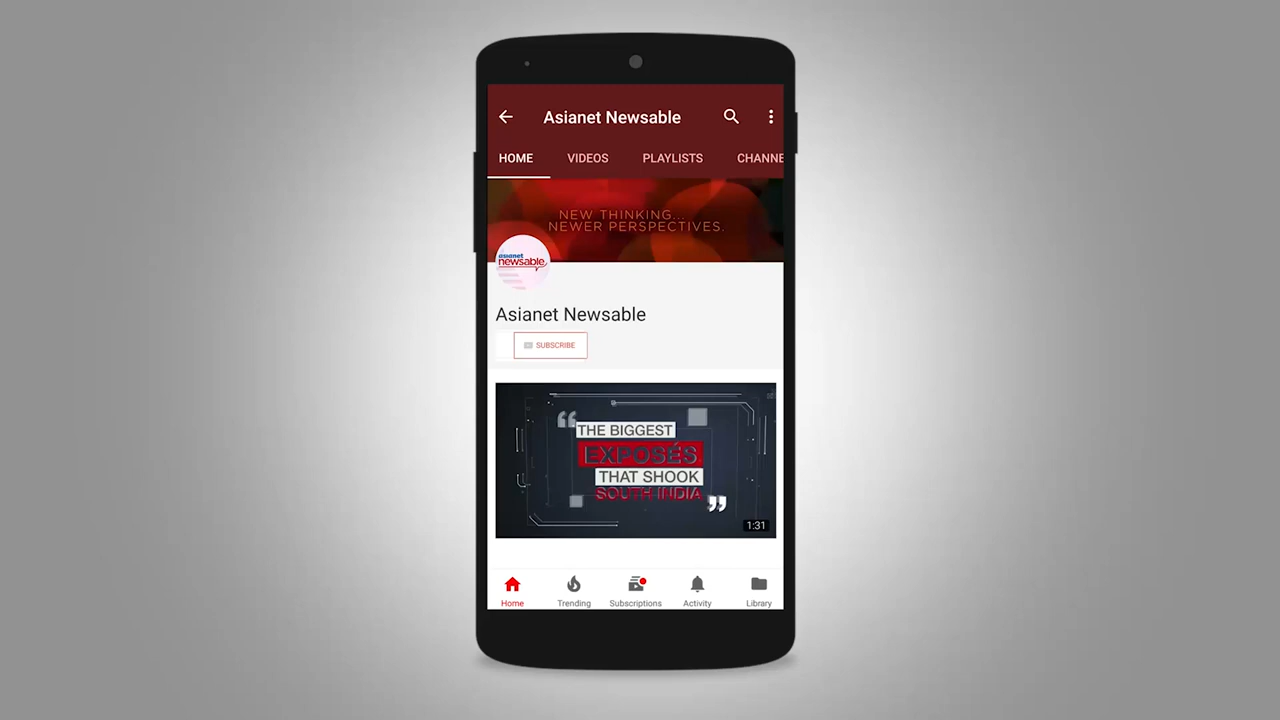 Asianet Newsable
HOME VIDEOS PLAYLISTS CHANNE
NEW THINKING...
NEWER PERSPECTIVES.
asianet
newsable
Asianet Newsable
SUBSCRIBE
“ THE BIGGEST
EXPOSÉS
THAT SHOOK
SOUTH INDIA ”
1:31
Home Trending Subscriptions Activity Library